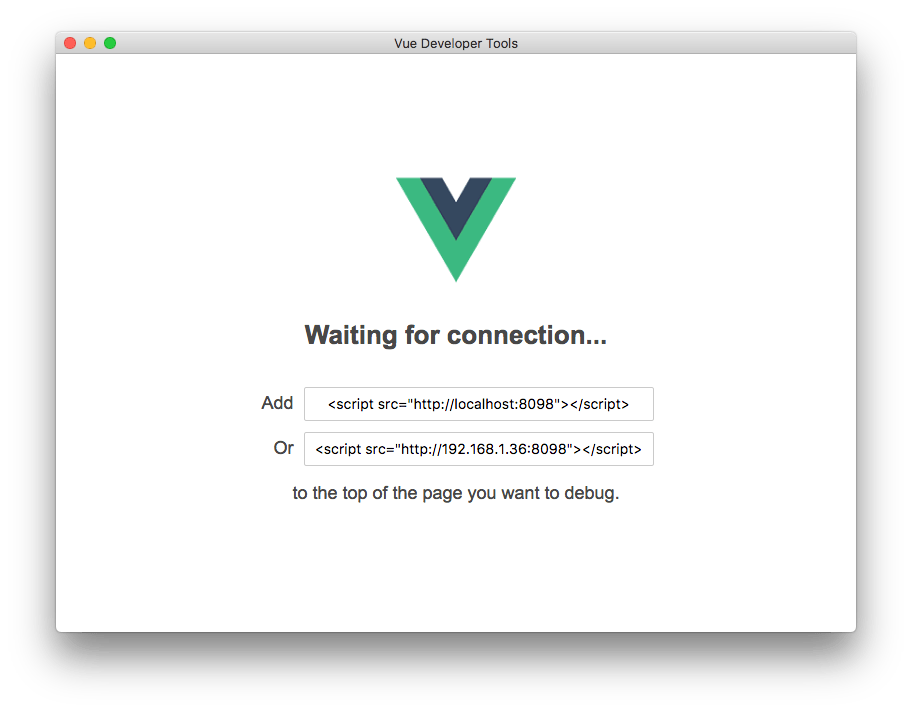 Vue Developer Tools
Waiting for connection...
Add <script src="http://localhost:8098"></script>
Or <script src="http://192.168.1.36:8098"></script>
to the top of the page you want to debug.